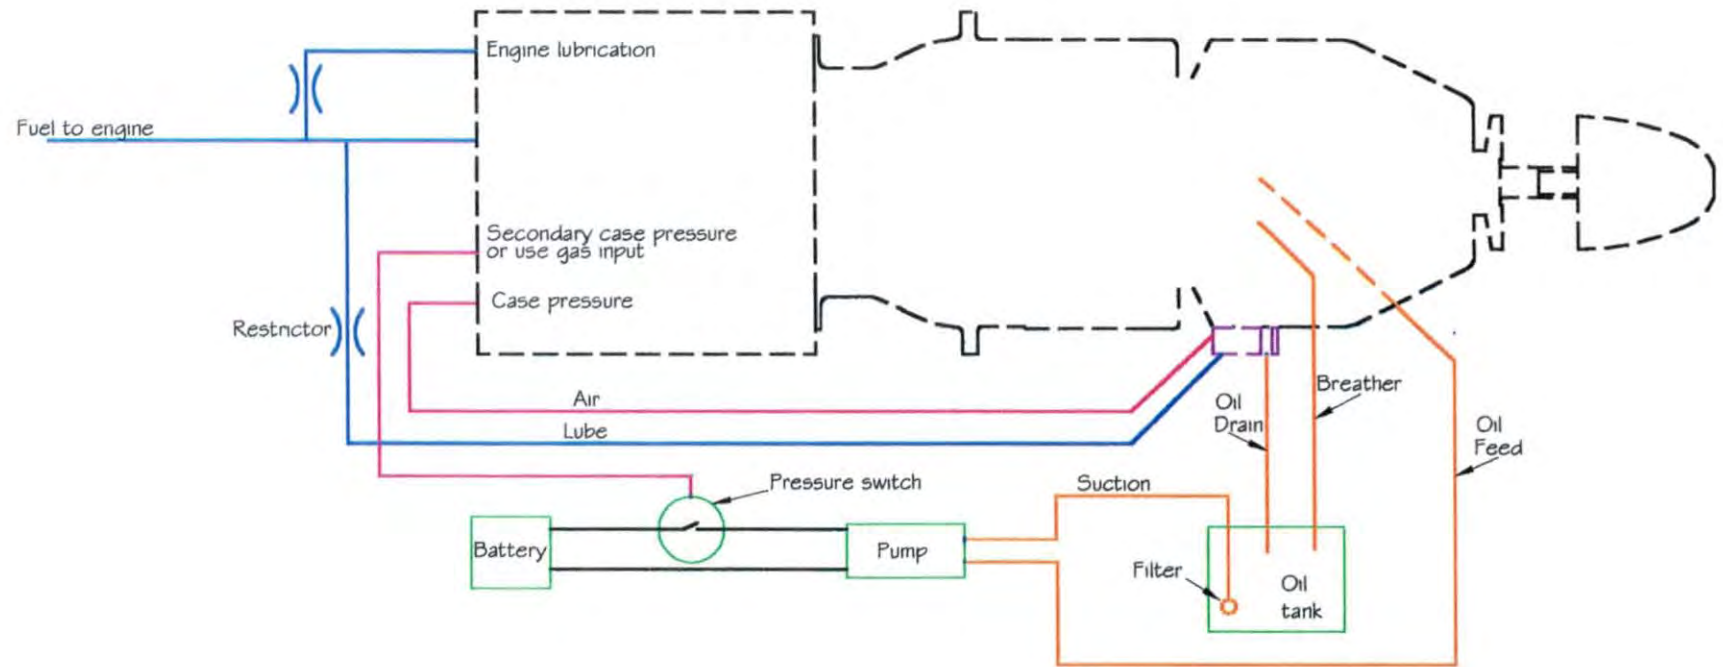 Engine lubrication
Fuel to engine
Secondary case pressure
or use gas input
Case pressure
Restrictor
Air
Lube
Breather
Oil
Drain
Oil
Feed
Pressure switch
Suction
Battery
Pump
Filter
Oil
tank